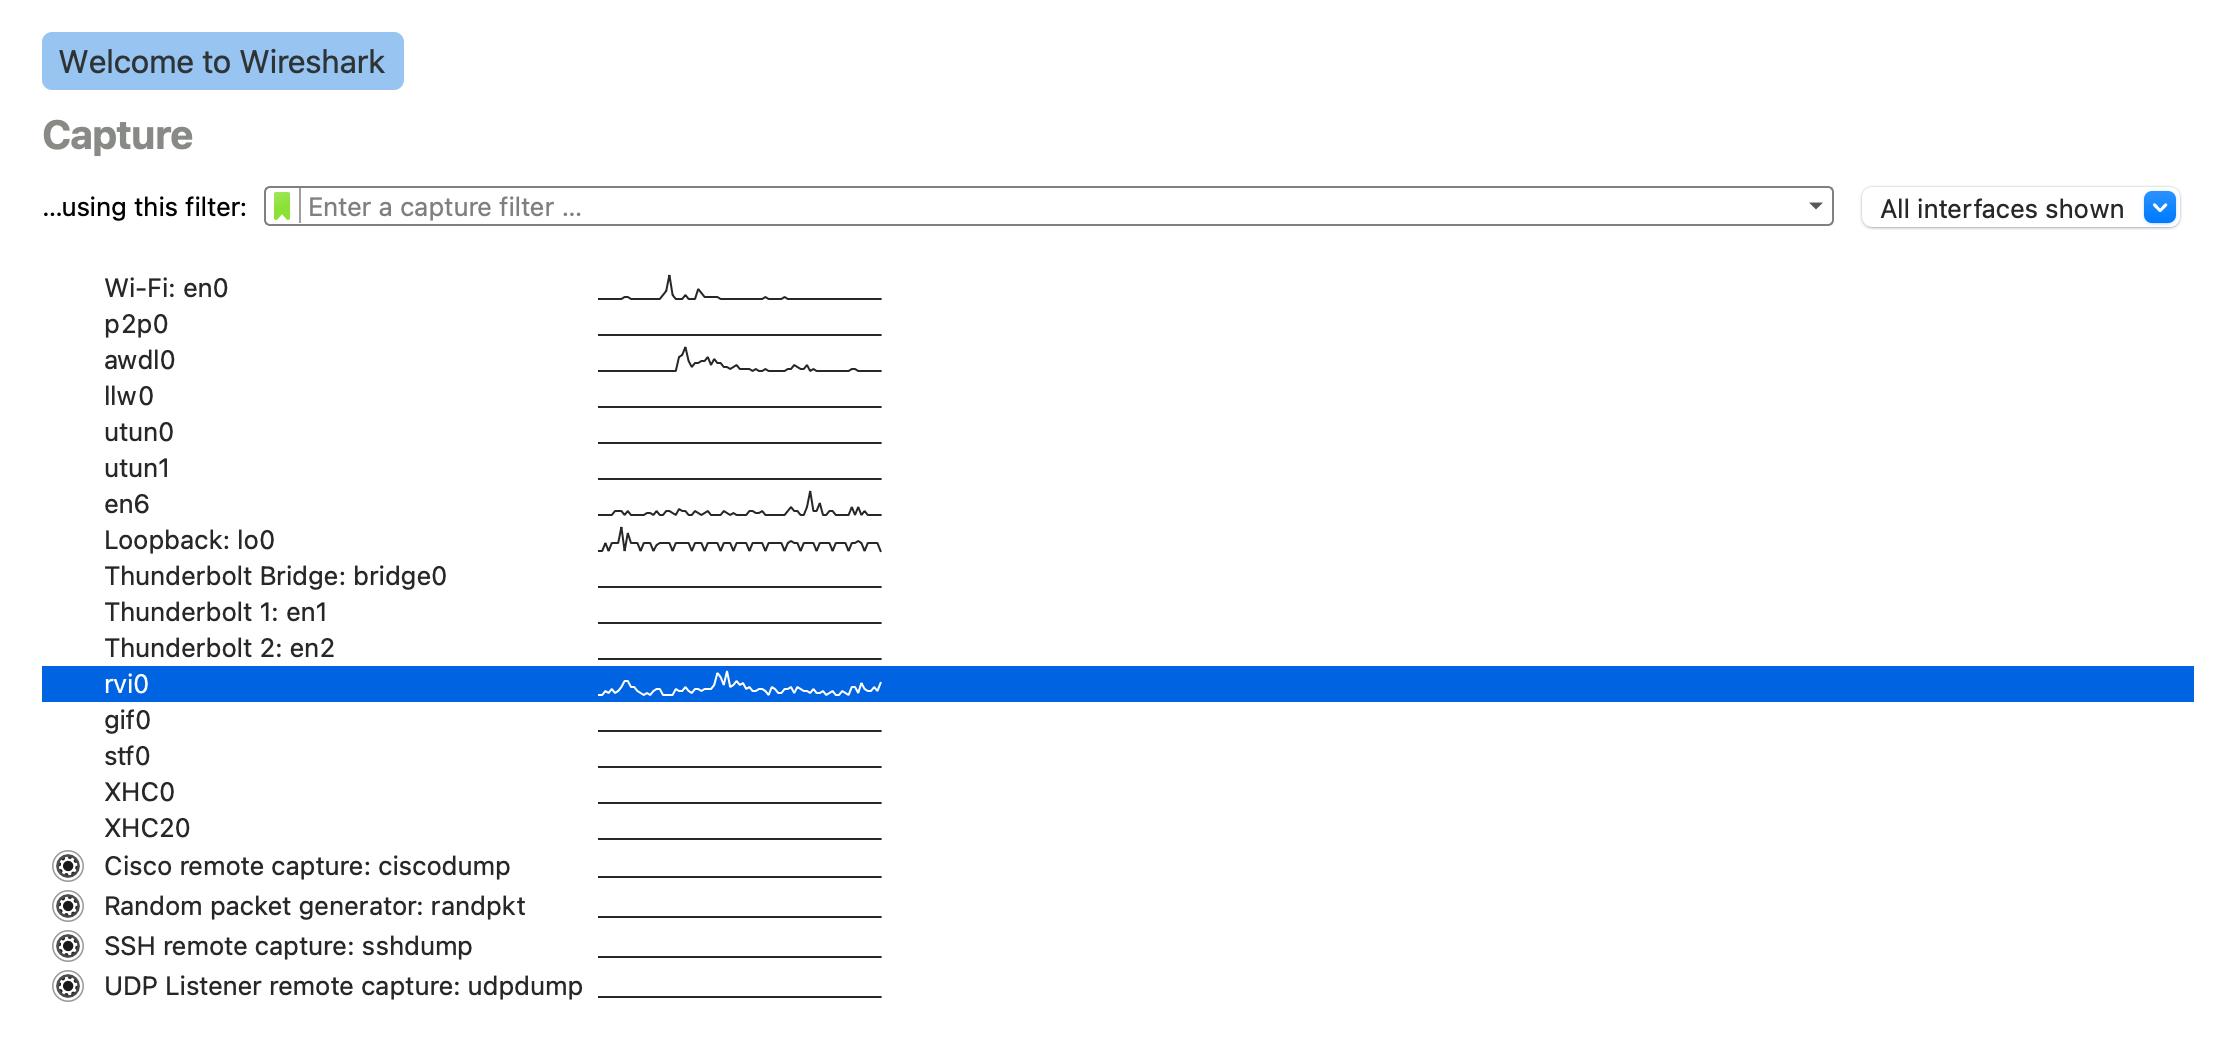 Welcome to Wireshark
Capture
...using this filter: Enter a capture filter ... All interfaces shown
Wi-Fi: en0
p2p0
awdl0
llw0
utun0
utun1
en6
Loopback: lo0
Thunderbolt Bridge: bridge0
Thunderbolt 1: en1
Thunderbolt 2: en2
rvi0
gif0
stf0
XHC0
XHC20
Cisco remote capture: ciscodump
Random packet generator: randpkt
SSH remote capture: sshdump
UDP Listener remote capture: udpdump